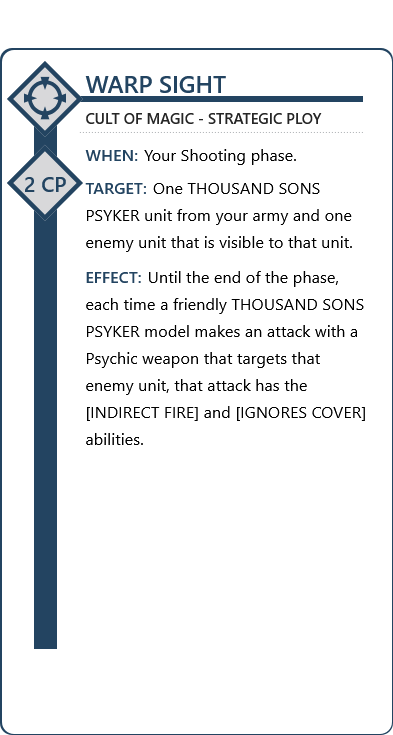 WARP SIGHT
CULT OF MAGIC - STRATEGIC PLOY
2 CP
WHEN: Your Shooting phase.
TARGET: One THOUSAND SONS
PSYKER unit from your army and one
enemy unit that is visible to that unit.
EFFECT: Until the end of the phase,
each time a friendly THOUSAND SONS
PSYKER model makes an attack with a
Psychic weapon that targets that
enemy unit, that attack has the
[INDIRECT FIRE] and [IGNORES COVER]
abilities.